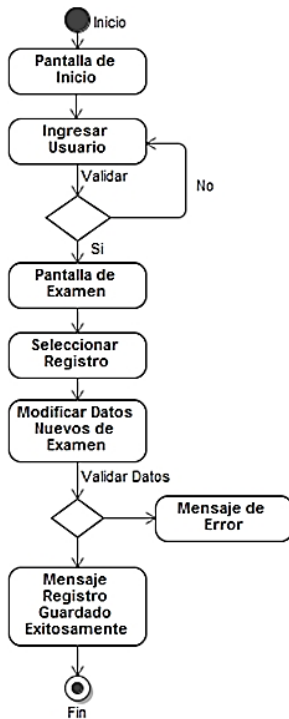 Inicio
Pantalla de
Inicio
Ingresar
Usuario
Validar
No
Si
Pantalla de
Examen
Seleccionar
Registro
Modificar Datos
Nuevos de
Examen
Validar Datos
Mensaje de
Error
Mensaje
Registro
Guardado
Exitosamente
Fin